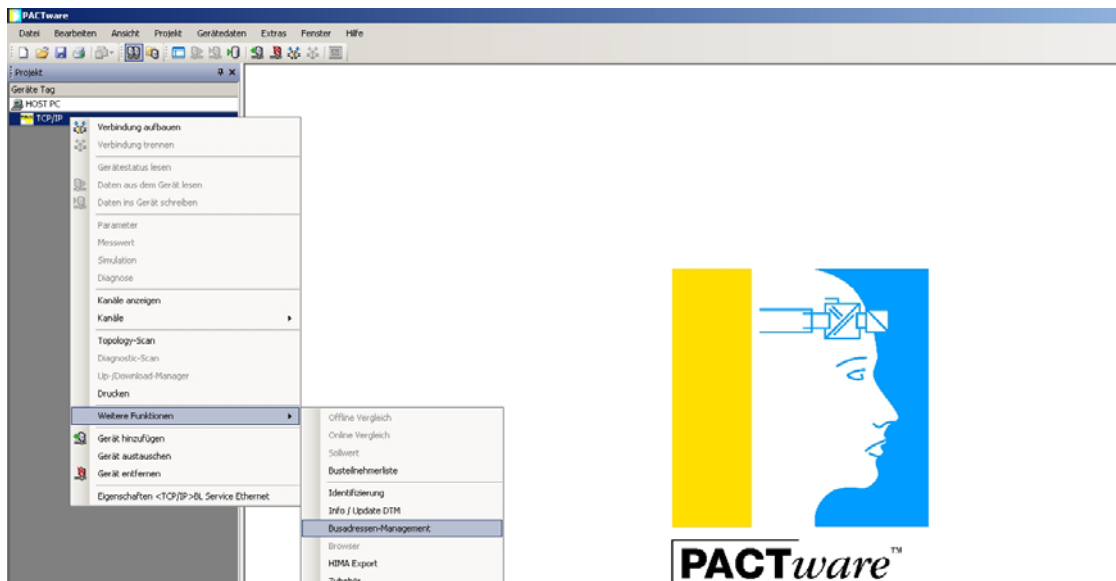 PACTware
Datei Bearbeiten Ansicht Projekt Gerätedaten Extras Fenster Hilfe
Projekt
Geräte Tag
HOST PC
TCP/IP
Verbindung aufbauen
Verbindung trennen
Gerätestatus lesen
Daten aus dem Gerät lesen
Daten ins Gerät schreiben
Parameter
Messwert
Simulation
Diagnose
Kanäle anzeigen
Kanäle
Topology-Scan
Diagnostic-Scan
Up-/Download-Manager
Drucken
Weitere Funktionen
Gerät hinzufügen
Gerät austauschen
Gerät entfernen
Eigenschaften <TCP/IP>BL Service Ethernet
Offline Vergleich
Online Vergleich
Sollwert
Busteilnehmerliste
Identifizierung
Info / Update DTM
Busadressen-Management
Browser
HIMA Export
Zubehör
PACTware™